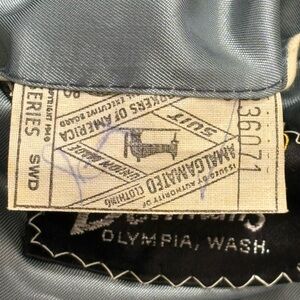 ISSUED BY AUTHORITY OF
AMALGAMATED CLOTHING
WORKERS OF AMERICA
EXECUTIVE BOARD
SUIT
UNION MADE
36071
SERIES
SWD
OLYMPIA, WASH.